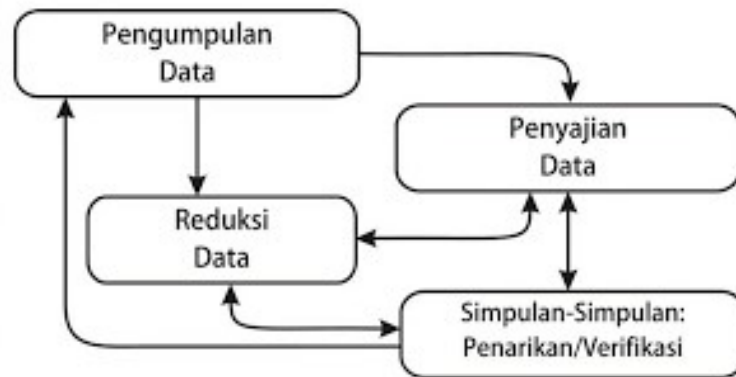 Pengumpulan
Data
Penyajian
Data
Reduksi
Data
Simpulan-Simpulan:
Penarikan/Verifikasi